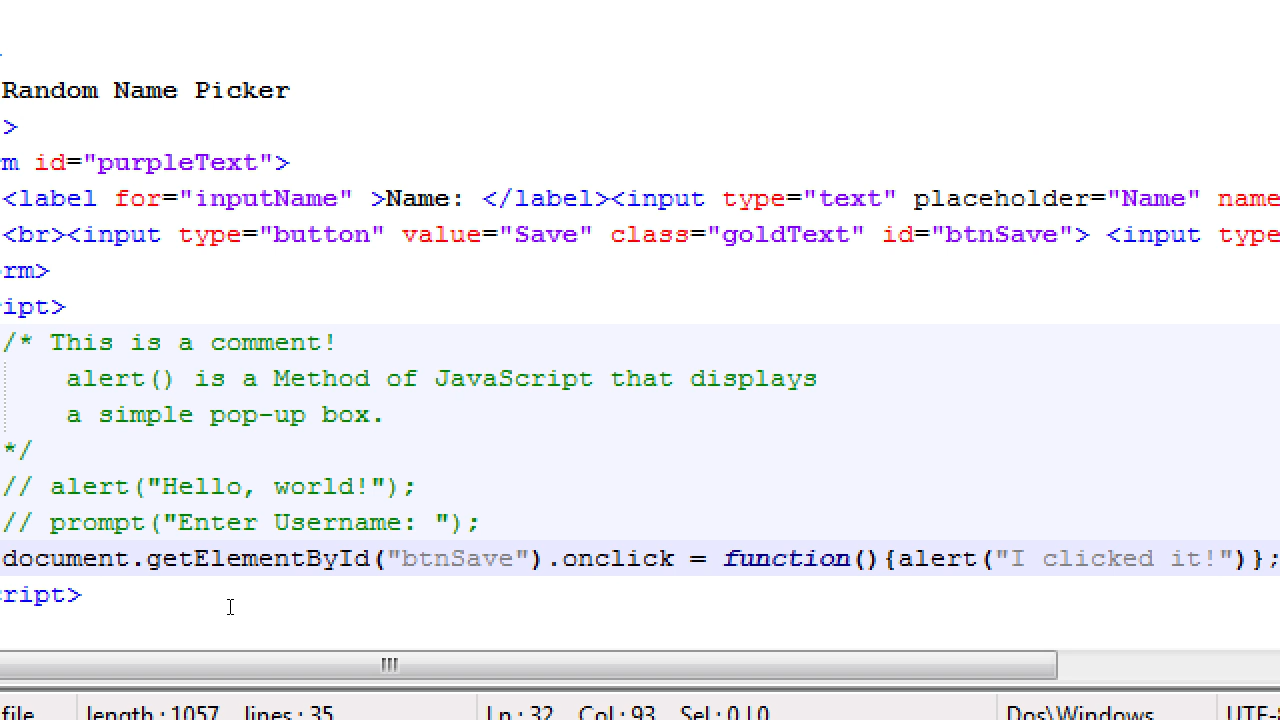 Random Name Picker
>
m id="purpleText">
<label for="inputName" >Name: </label><input type="text" placeholder="Name" name
<br><input type="button" value="Save" class="goldText" id="btnSave"> <input type
rm>
ript>
/* This is a comment!
alert() is a Method of JavaScript that displays
a simple pop-up box.
*/
// alert("Hello, world!");
// prompt("Enter Username: ");
document.getElementById("btnSave").onclick = function(){alert("I clicked it!")};
ript>
file length : 1057 lines : 35 Ln : 32 Col : 93 Sel : 0 | 0 Dos\Windows UTF-8